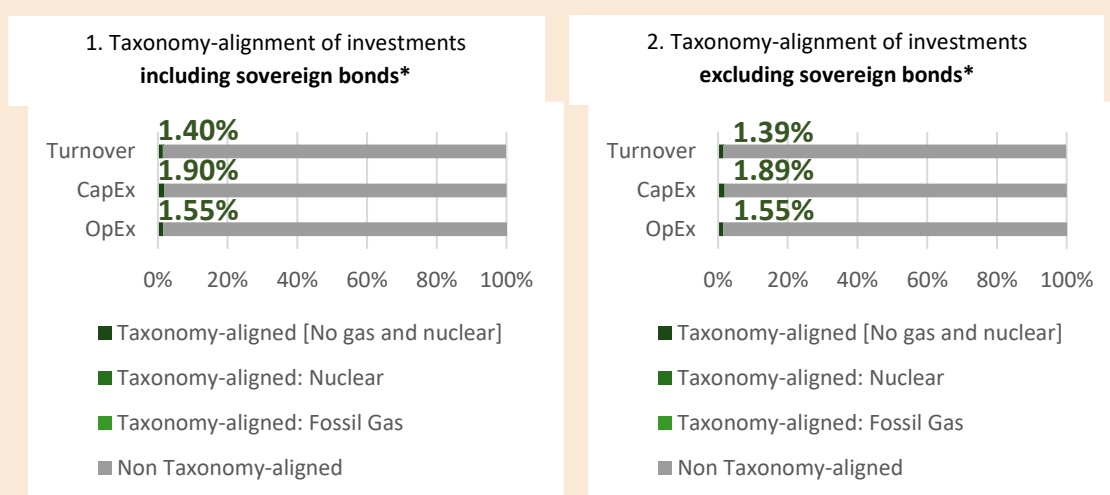 1. Taxonomy-alignment of investments
including sovereign bonds*
1.40%
Turnover
1.90%
CapEx
1.55%
OpEx
0% 20% 40% 60% 80% 100%
Taxonomy-aligned [No gas and nuclear]
Taxonomy-aligned: Nuclear
Taxonomy-aligned: Fossil Gas
Non Taxonomy-aligned
2. Taxonomy-alignment of investments
excluding sovereign bonds*
1.39%
Turnover
1.89%
CapEx
1.55%
OpEx
0% 20% 40% 60% 80% 100%
Taxonomy-aligned [No gas and nuclear]
Taxonomy-aligned: Nuclear
Taxonomy-aligned: Fossil Gas
Non Taxonomy-aligned